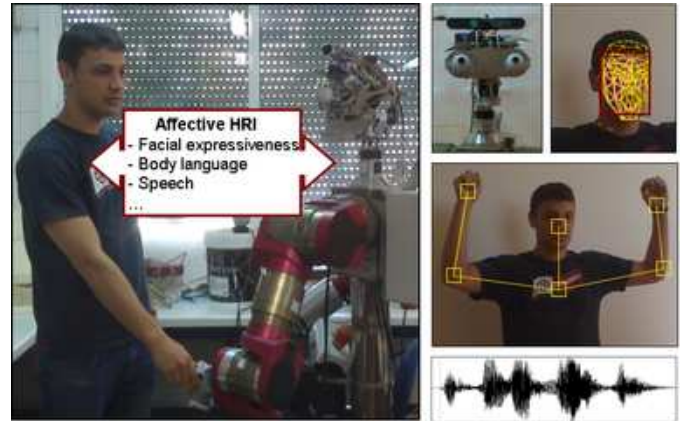 Affective HRI
- Facial expressiveness
- Body language
- Speech
...